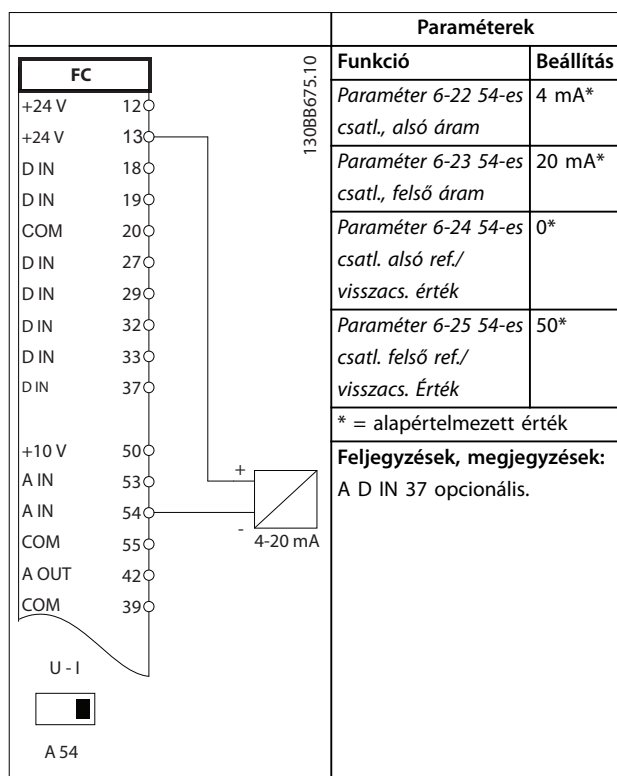 FC
+24 V 12
+24 V 13
D IN 18
D IN 19
COM 20
D IN 27
D IN 29
D IN 32
D IN 33
D IN 37
+10 V 50
A IN 53
A IN 54
COM 55
A OUT 42
COM 39
U - I
A 54
+
-
4-20 mA
130BB675.10
Paraméterek
Funkció Beállítás
Paraméter 6-22 54-es 4 mA*
csatl., alsó áram
Paraméter 6-23 54-es 20 mA*
csatl., felső áram
Paraméter 6-24 54-es 0*
csatl. alsó ref./
visszacs. érték
Paraméter 6-25 54-es 50*
csatl. felső ref./
visszacs. Érték
* = alapértelmezett érték
Feljegyzések, megjegyzések:
A D IN 37 opcionális.